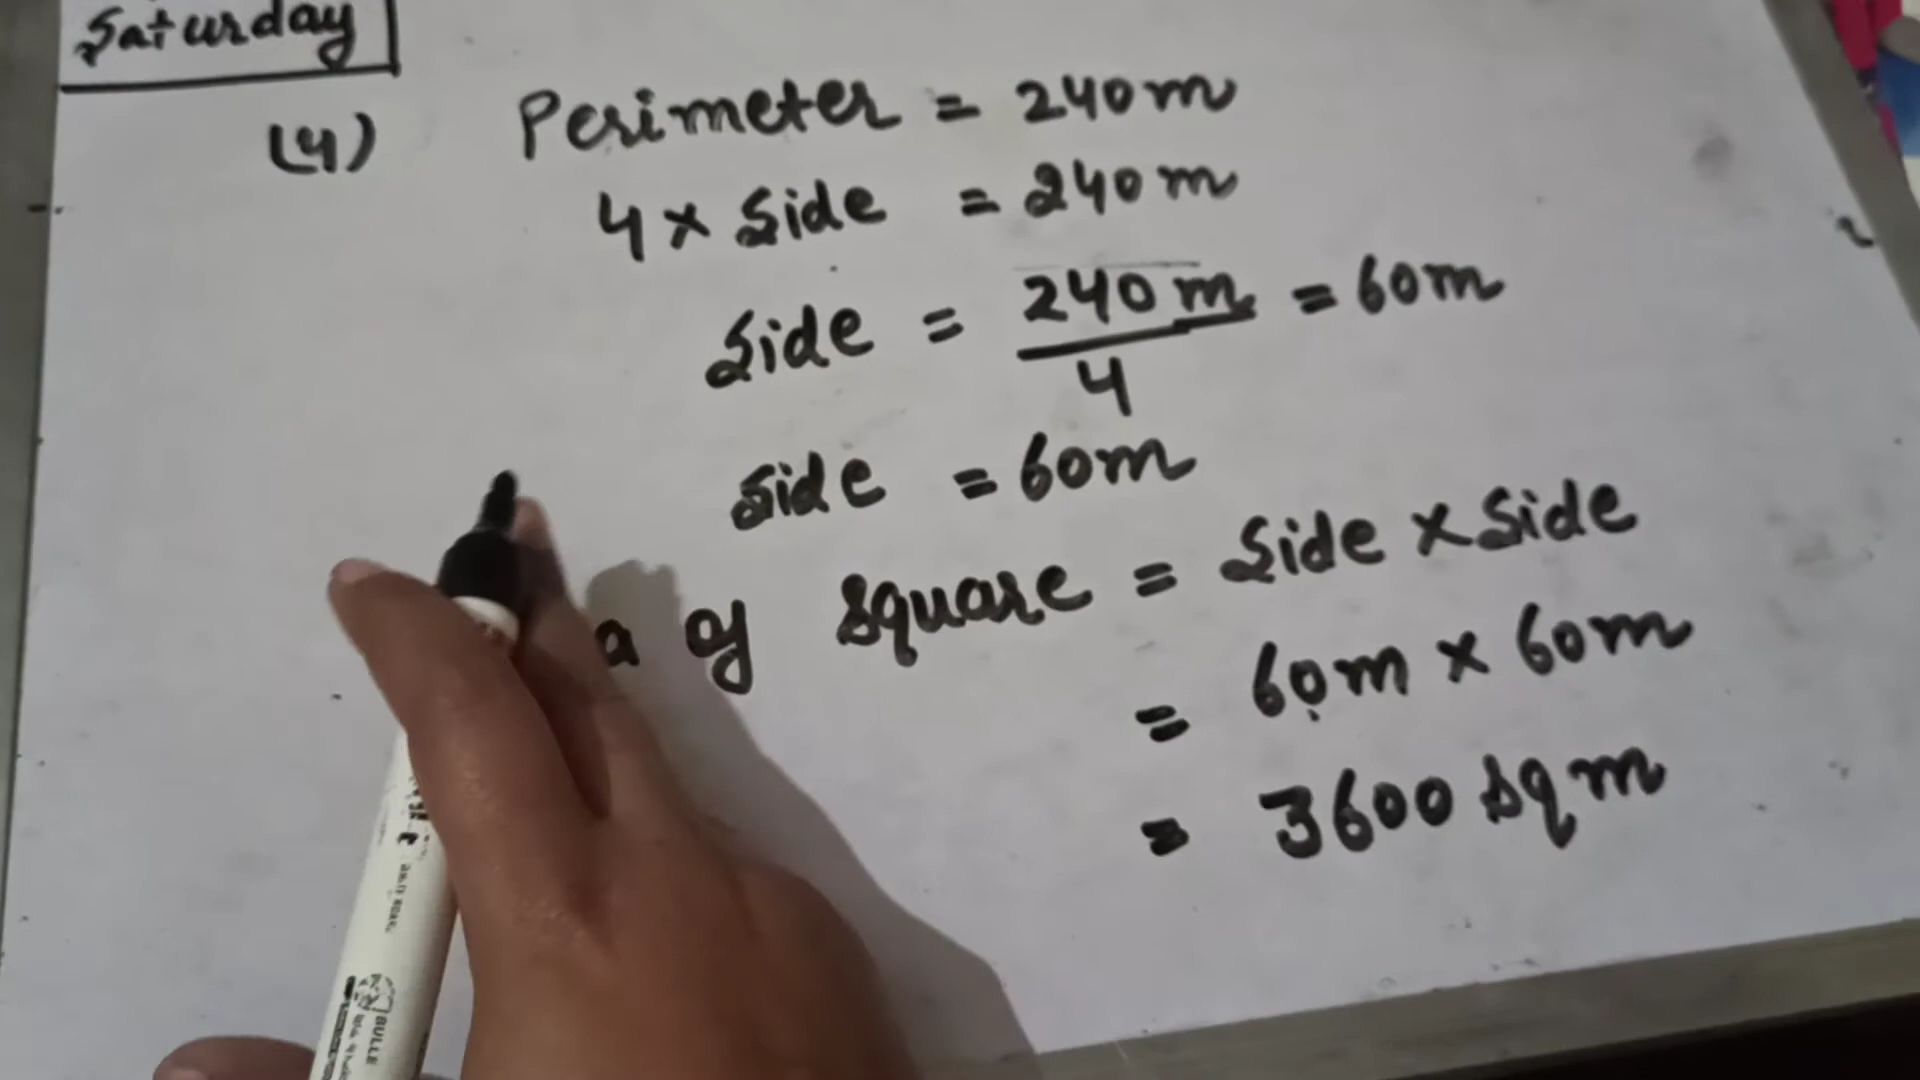 Saturday
(4) Perimeter = 240m
4 x Side = 240m
Side = 240m / 4 = 60m
Side = 60m
a of square = Side x Side
= 60m x 60m
= 3600 sqm
BULLE